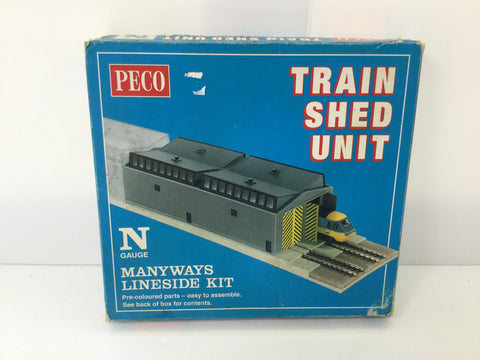 PECO
TRAIN
SHED
UNIT
N
GAUGE
MANYWAYS
LINESIDE KIT
Pre-coloured parts – easy to assemble.
See back of box for contents.